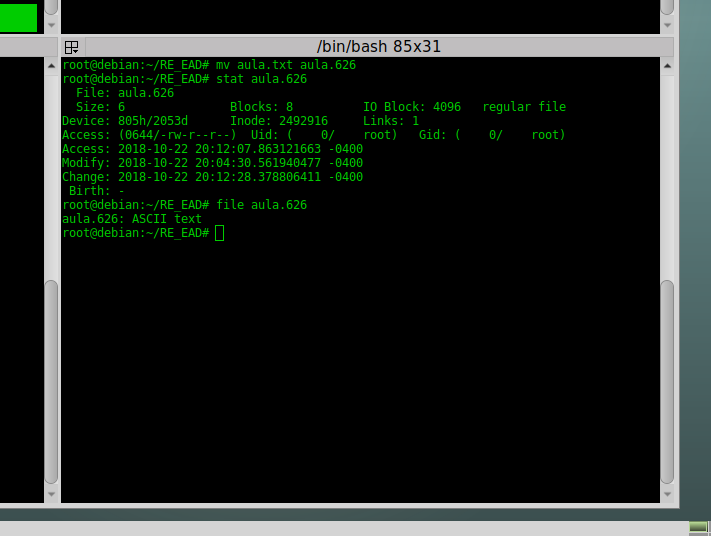 /bin/bash 85x31
root@debian:~/RE_EAD# mv aula.txt aula.626
root@debian:~/RE_EAD# stat aula.626
  File: aula.626
  Size: 6               Blocks: 8          IO Block: 4096   regular file
Device: 805h/2053d      Inode: 2492916     Links: 1
Access: (0644/-rw-r--r--)  Uid: (    0/    root)   Gid: (    0/    root)
Access: 2018-10-22 20:12:07.863121663 -0400
Modify: 2018-10-22 20:04:30.561940477 -0400
Change: 2018-10-22 20:12:28.378806411 -0400
 Birth: -
root@debian:~/RE_EAD# file aula.626
aula.626: ASCII text
root@debian:~/RE_EAD#